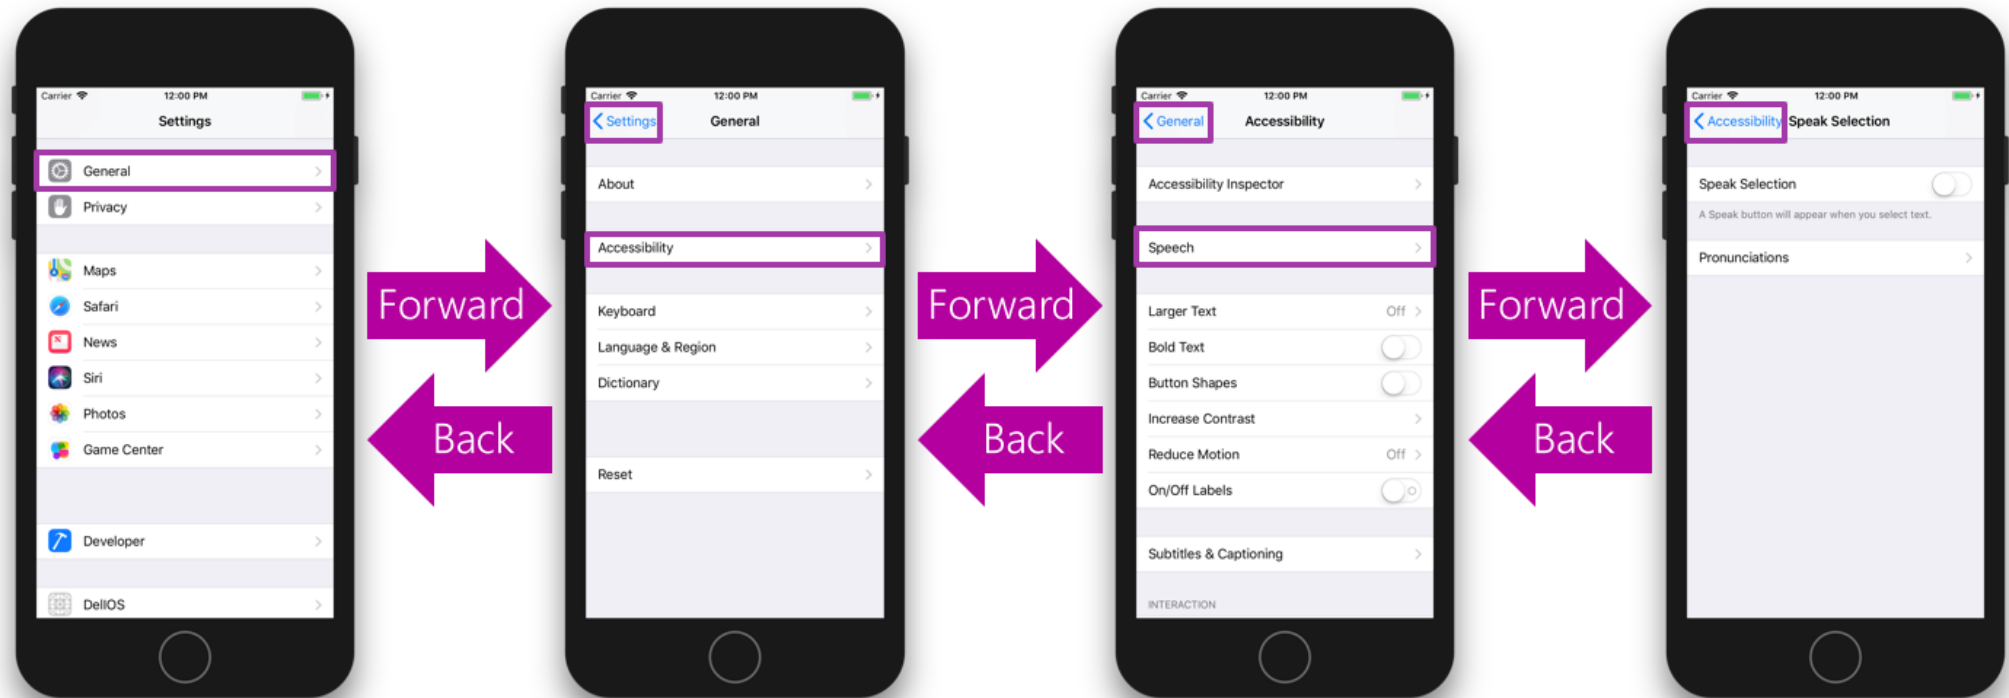 Carrier 12:00 PM
Settings
General
Privacy
Maps
Safari
News
Siri
Photos
Game Center
Developer
DelIOS
Forward
Back
Carrier 12:00 PM
Settings General
About
Accessibility
Keyboard
Language & Region
Dictionary
Reset
Forward
Back
Carrier 12:00 PM
General Accessibility
Accessibility Inspector
Speech
Larger Text Off
Bold Text
Button Shapes
Increase Contrast
Reduce Motion Off
On/Off Labels
Subtitles & Captioning
INTERACTION
Forward
Back
Carrier 12:00 PM
Accessibility Speak Selection
Speak Selection
A Speak button will appear when you select text.
Pronunciations